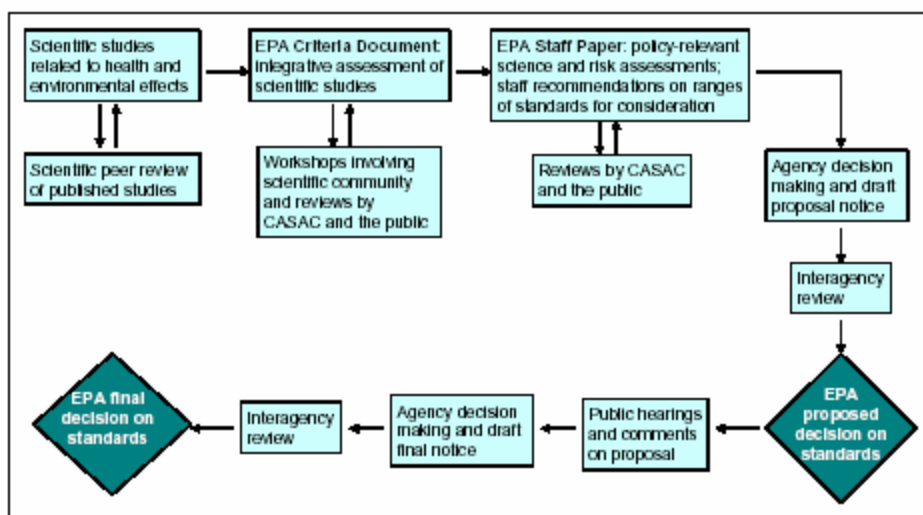 Scientific studies
related to health and
environmental effects
EPA Criteria Document:
integrative assessment of
scientific studies
EPA Staff Paper: policy-relevant
science and risk assessments;
staff recommendations on ranges
of standards for consideration
Scientific peer review
of published studies
Workshops involving
scientific community
and reviews by
CASAC and the public
Reviews by CASAC
and the public
Agency decision
making and draft
proposal notice
Interagency
review
EPA
proposed
decision on
standards
Public hearings
and comments
on proposal
Agency decision
making and draft
final notice
Interagency
review
EPA final
decision on
standards